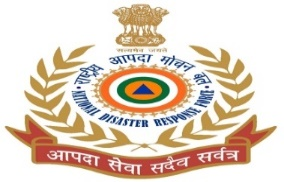 सत्यमेव जयते
राष्ट्रीय आपदा मोचन बल
NATIONAL DISASTER RESPONSE FORCE
आपदा सेवा सदैव सर्वत्र